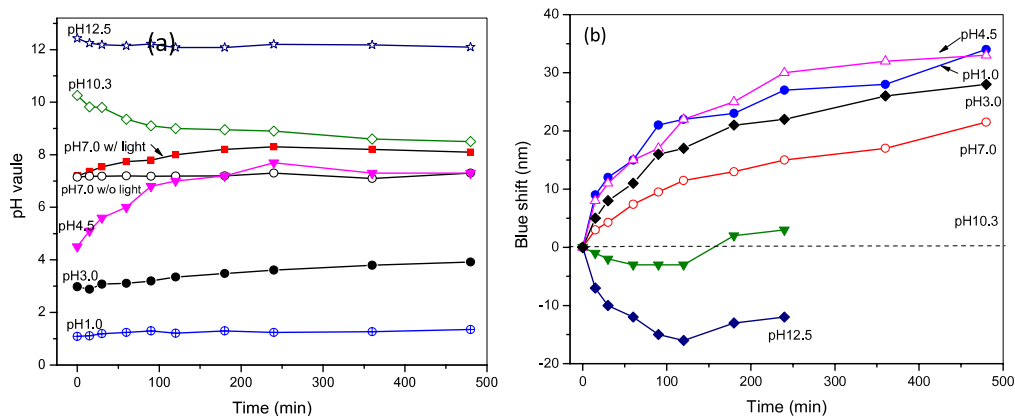 (a)
pH12.5
pH10.3
pH7.0 w/ light
pH7.0 w/o light
pH4.5
pH3.0
pH1.0
12
10
8
6
4
2
0
pH vaule
0 100 200 300 400 500
Time (min)
(b)
pH4.5
pH1.0
pH3.0
pH7.0
pH10.3
pH12.5
40
30
20
10
0
-10
-20
Blue shift (nm)
0 100 200 300 400 500
Time (min)